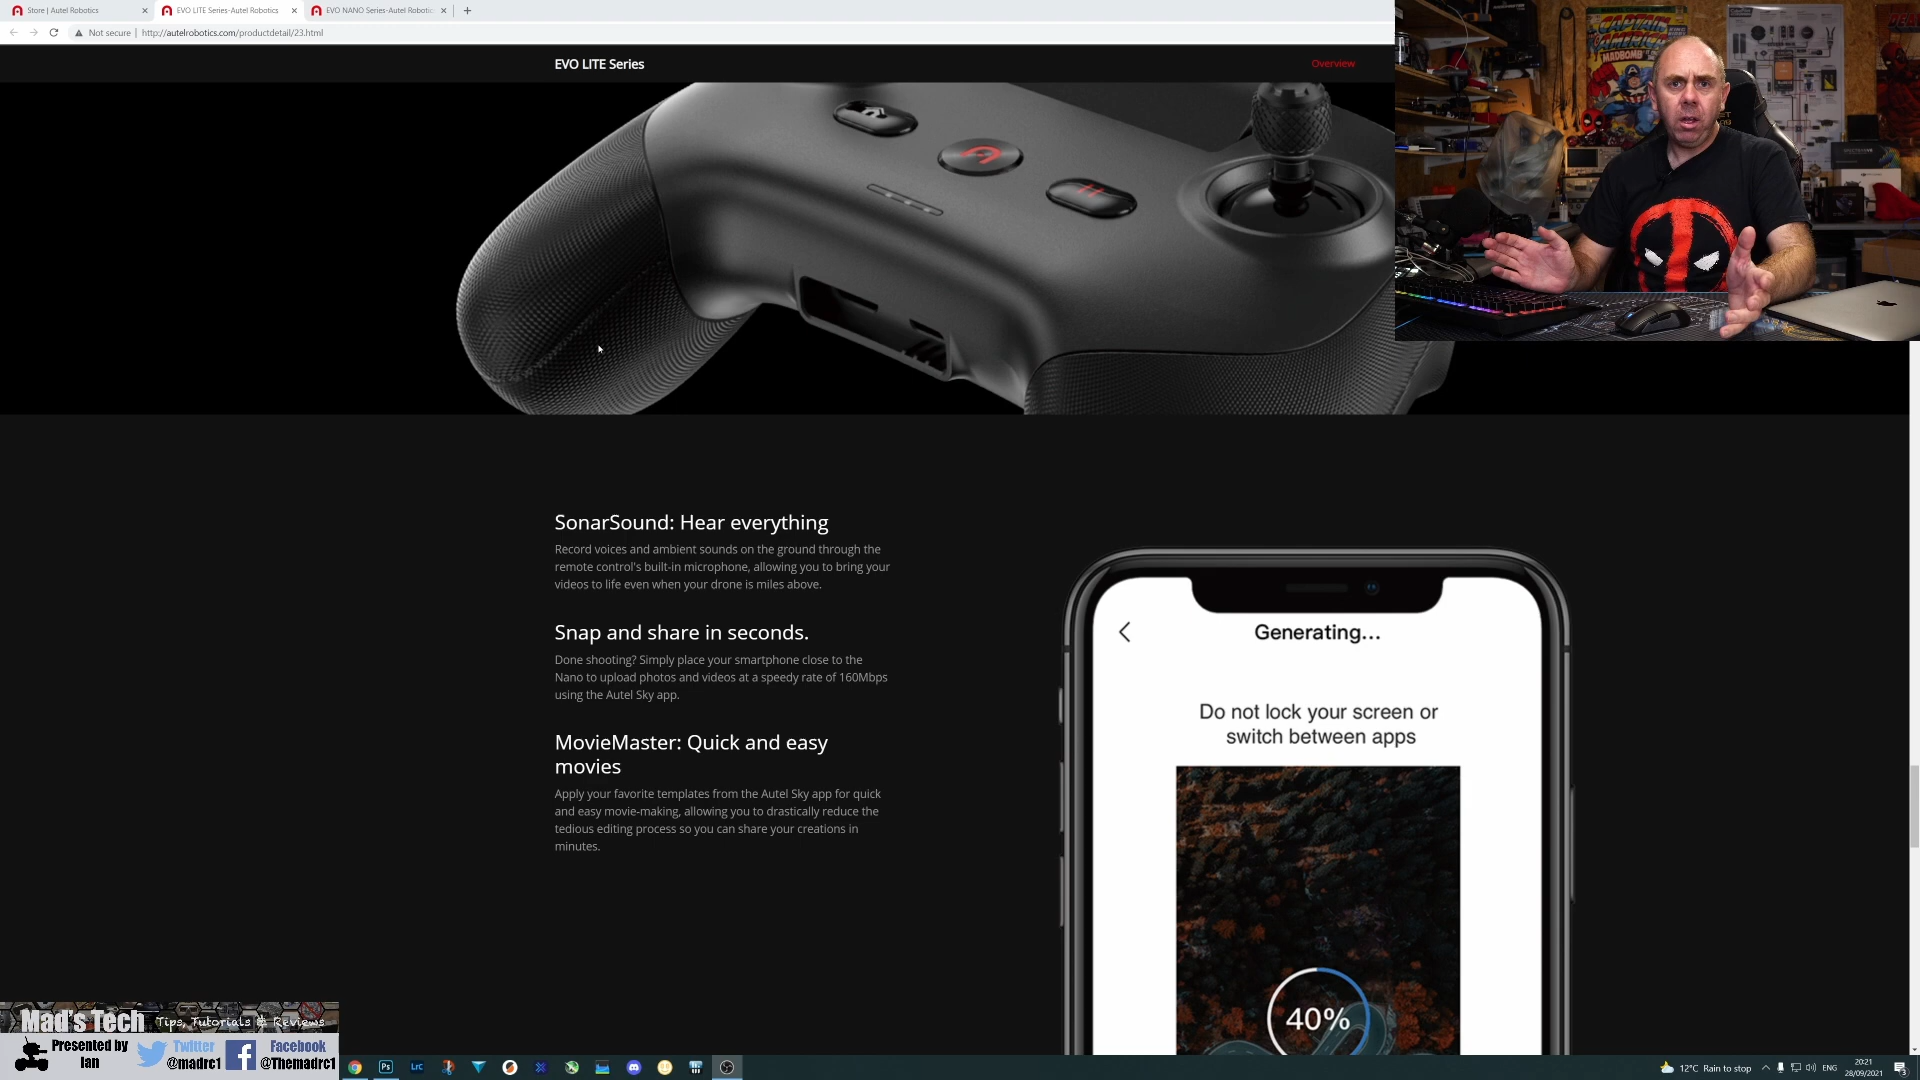 Store | Autel Robotics
EVO LITE Series-Autel Robotics
EVO NANO Series-Autel Robotic
Not secure | http://autelrobotics.com/productdetail/23.html
EVO LITE Series
Overview
CAPTAIN
AMERICA
MADBOMB
SonarSound: Hear everything
Record voices and ambient sounds on the ground through the
remote control's built-in microphone, allowing you to bring your
videos to life even when your drone is miles above.
Snap and share in seconds.
Done shooting? Simply place your smartphone close to the
Nano to upload photos and videos at a speedy rate of 160Mbps
using the Autel Sky app.
MovieMaster: Quick and easy
movies
Apply your favorite templates from the Autel Sky app for quick
and easy movie-making, allowing you to drastically reduce the
tedious editing process so you can share your creations in
minutes.
Generating...
Do not lock your screen or
switch between apps
40%
Mad's Tech Tips, Tutorials & Reviews
Presented by
Ian
Twitter
@madrc1
Facebook
@Themadrc1
Ps
Lrc
12°C Rain to stop
ENG
20:21
28/09/2021
3